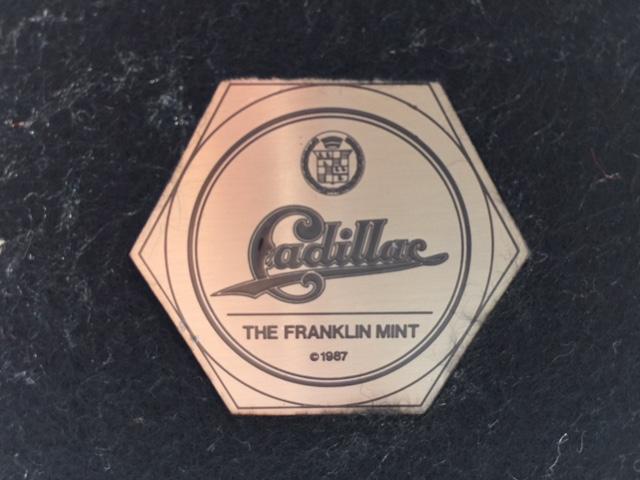 Cadillac
THE FRANKLIN MINT
©1987